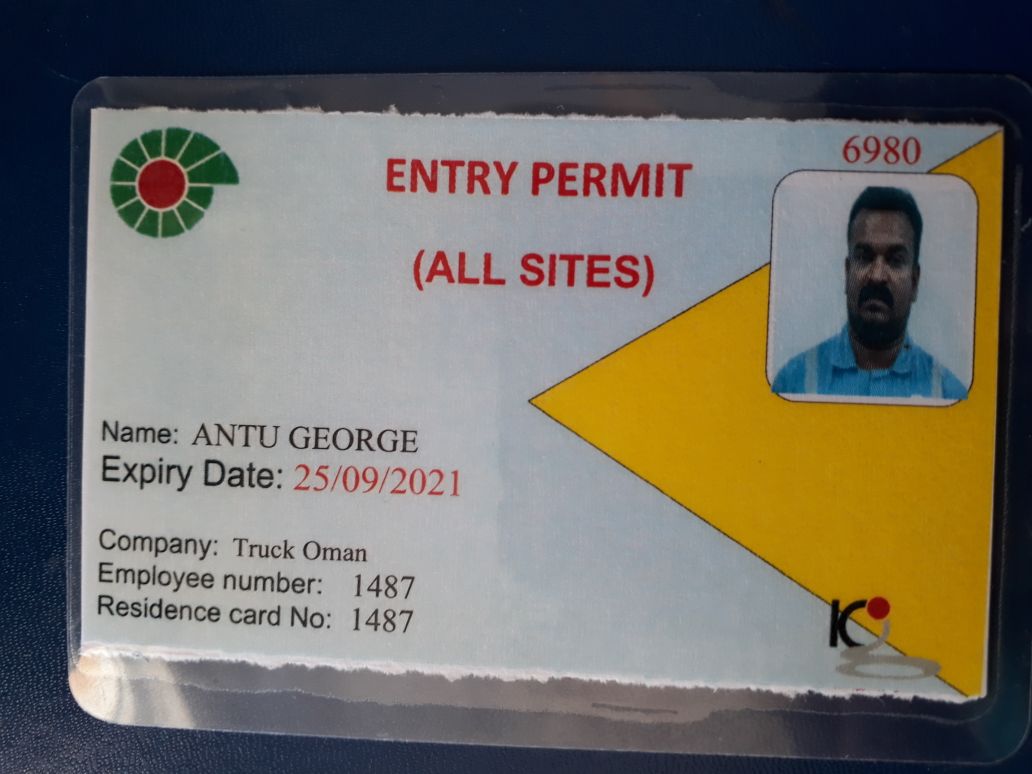 6980
ENTRY PERMIT
(ALL SITES)
Name: ANTU GEORGE
Expiry Date: 25/09/2021
Company: Truck Oman
Employee number: 1487
Residence card No: 1487